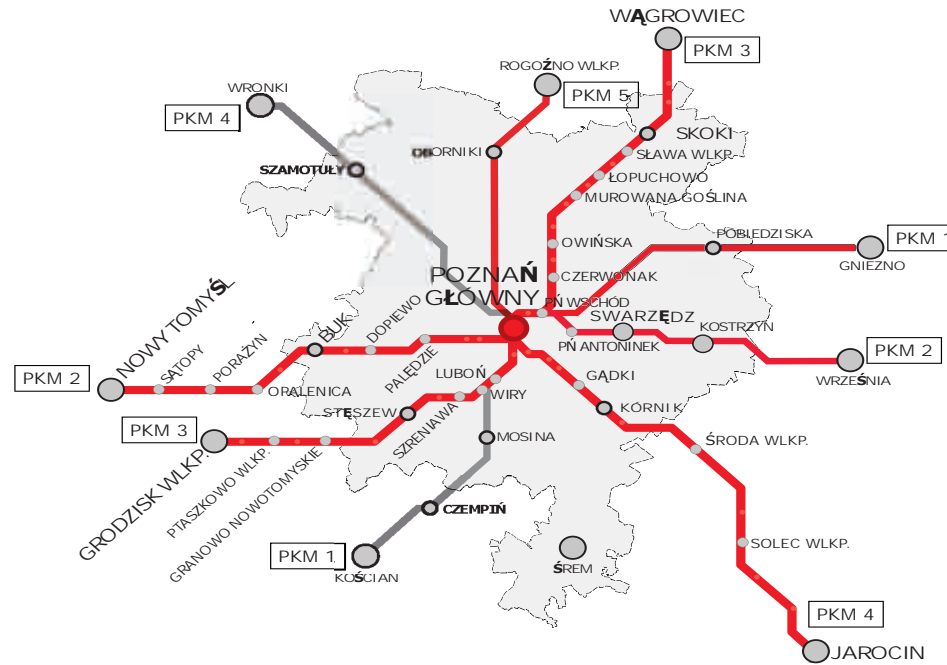 WĄGROWIEC
PKM 3
ROGOŹNO WLKP.
PKM 5
WRONKI
PKM 4
SKOKI
SŁAWA WLKP.
SZAMOTUŁY
ŁOPUCHOWO
MUROWANA GOŚLINA
POBIEDZISKA
PKM 1
OWIŃSKA
GNIEZNO
POZNAŃ
GŁÓWNY
CZERWONAK
PŃ WSCHÓD
SWARZĘDZ
KOSTRZYN
NOWY TOMYŚL
BUK
DOPIEWO
PŃ ANTONINEK
PKM 2
WRZEŚNIA
PKM 2
SATOPY
PORAŻYN
OPALENICA
PALĘDZIE
LUBOŃ
WIRY
GĄDKI
KÓRNIK
PKM 3
STĘSZEW
SZRENIAWA
MOSINA
ŚRODA WLKP.
GRODZISK WLKP.
PTASZKOWO WLKP.
GRANOWO NOWOTOMYSKIE
CZEMPIŃ
PKM 1
KOŚCIAN
ŚREM
SOLEC WLKP.
PKM 4
JAROCIN